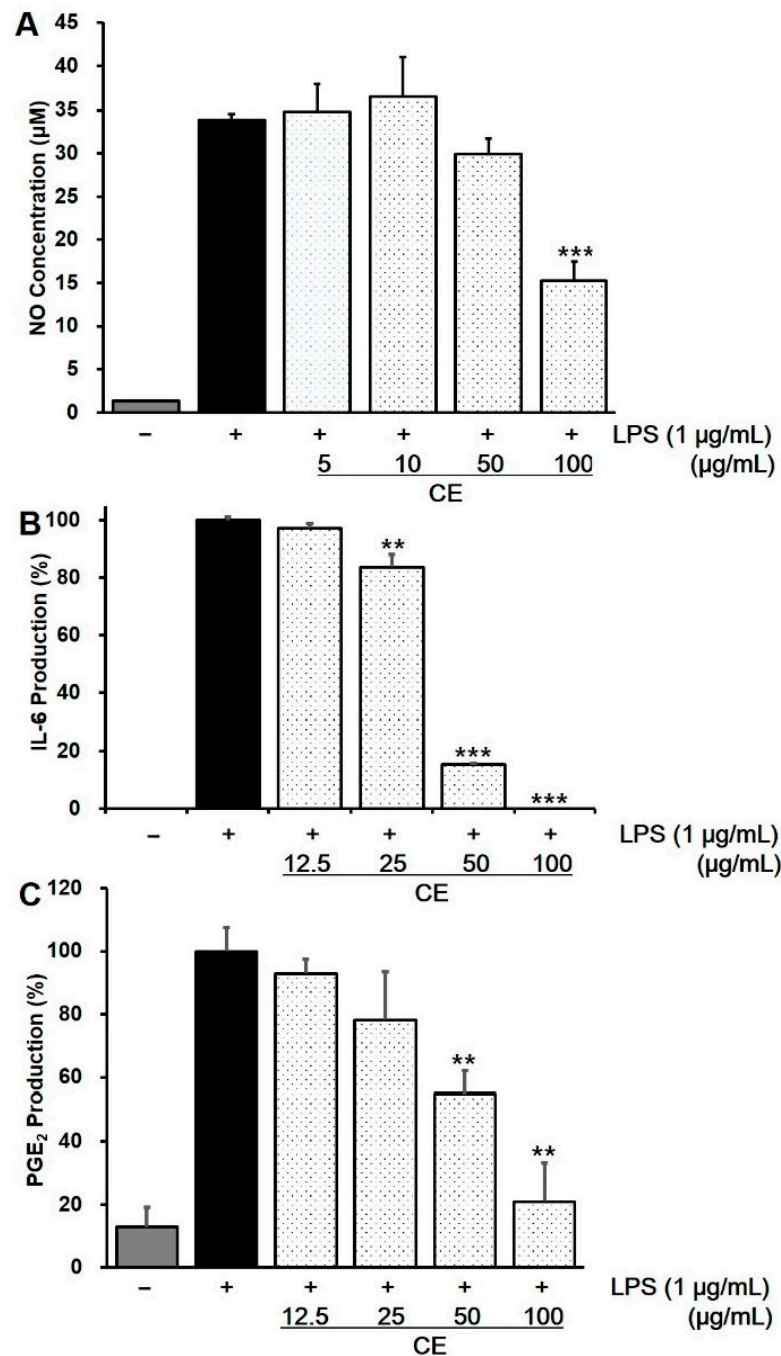 A
NO Concentration (µM)
45
40
35
30
25
20
15
10
5
0
***
– + + + + + LPS (1 µg/mL)
5 10 50 100 (µg/mL)
CE
B
IL-6 Production (%)
100
80
60
40
20
0
**
***
***
– + + + + + LPS (1 µg/mL)
12.5 25 50 100 (µg/mL)
CE
C
PGE₂ Production (%)
120
100
80
60
40
20
0
**
**
– + + + + + LPS (1 µg/mL)
12.5 25 50 100 (µg/mL)
CE